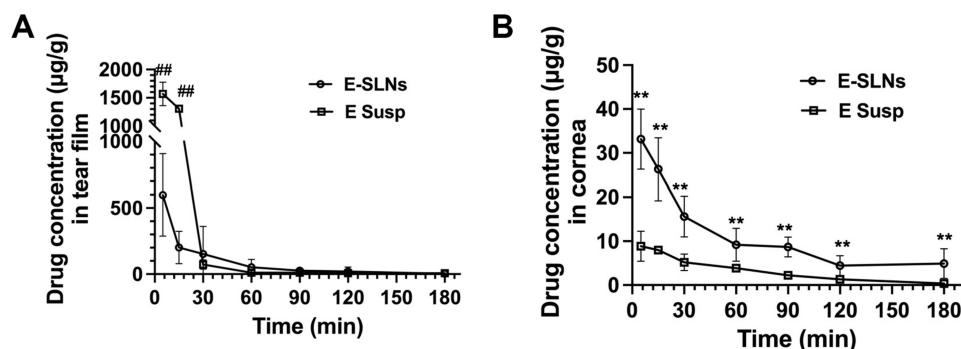 A
Drug concentration (µg/g)
in tear film
2000
1500
1000
1000
500
0
##
##
E-SLNs
E Susp
0 30 60 90 120 150 180
Time (min)
B
Drug concentration (µg/g)
in cornea
50
40
30
20
10
0
**
**
**
**
**
**
**
E-SLNs
E Susp
0 30 60 90 120 150 180
Time (min)